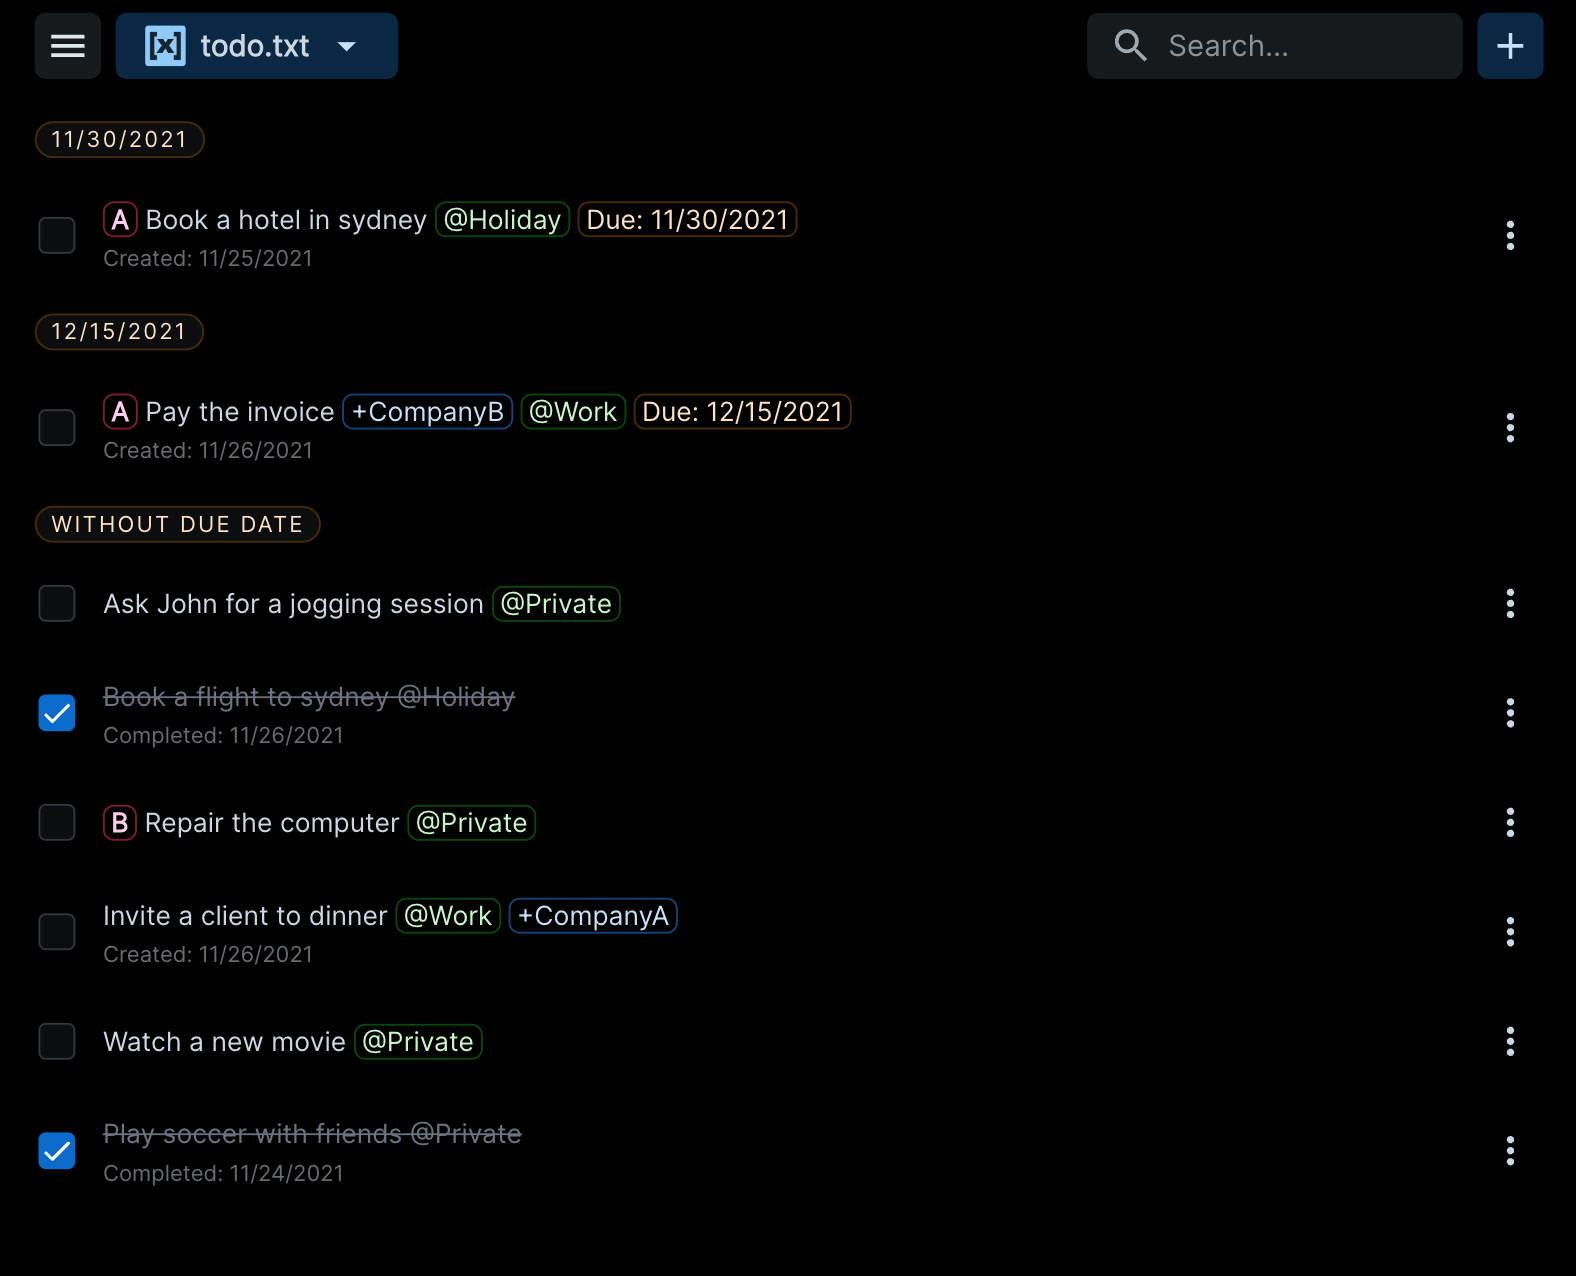 [x] todo.txt
Search...
11/30/2021
A Book a hotel in sydney @Holiday Due: 11/30/2021
Created: 11/25/2021
12/15/2021
A Pay the invoice +CompanyB @Work Due: 12/15/2021
Created: 11/26/2021
WITHOUT DUE DATE
Ask John for a jogging session @Private
Book a flight to sydney @Holiday
Completed: 11/26/2021
B Repair the computer @Private
Invite a client to dinner @Work +CompanyA
Created: 11/26/2021
Watch a new movie @Private
Play soccer with friends @Private
Completed: 11/24/2021